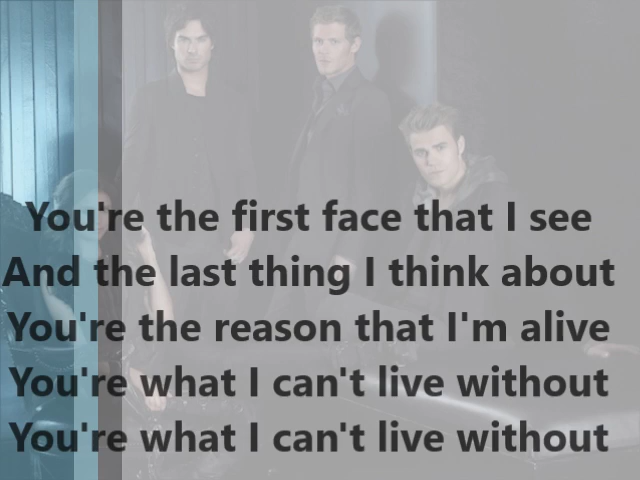 You're the first face that I see
And the last thing I think about
You're the reason that I'm alive
You're what I can't live without
You're what I can't live without